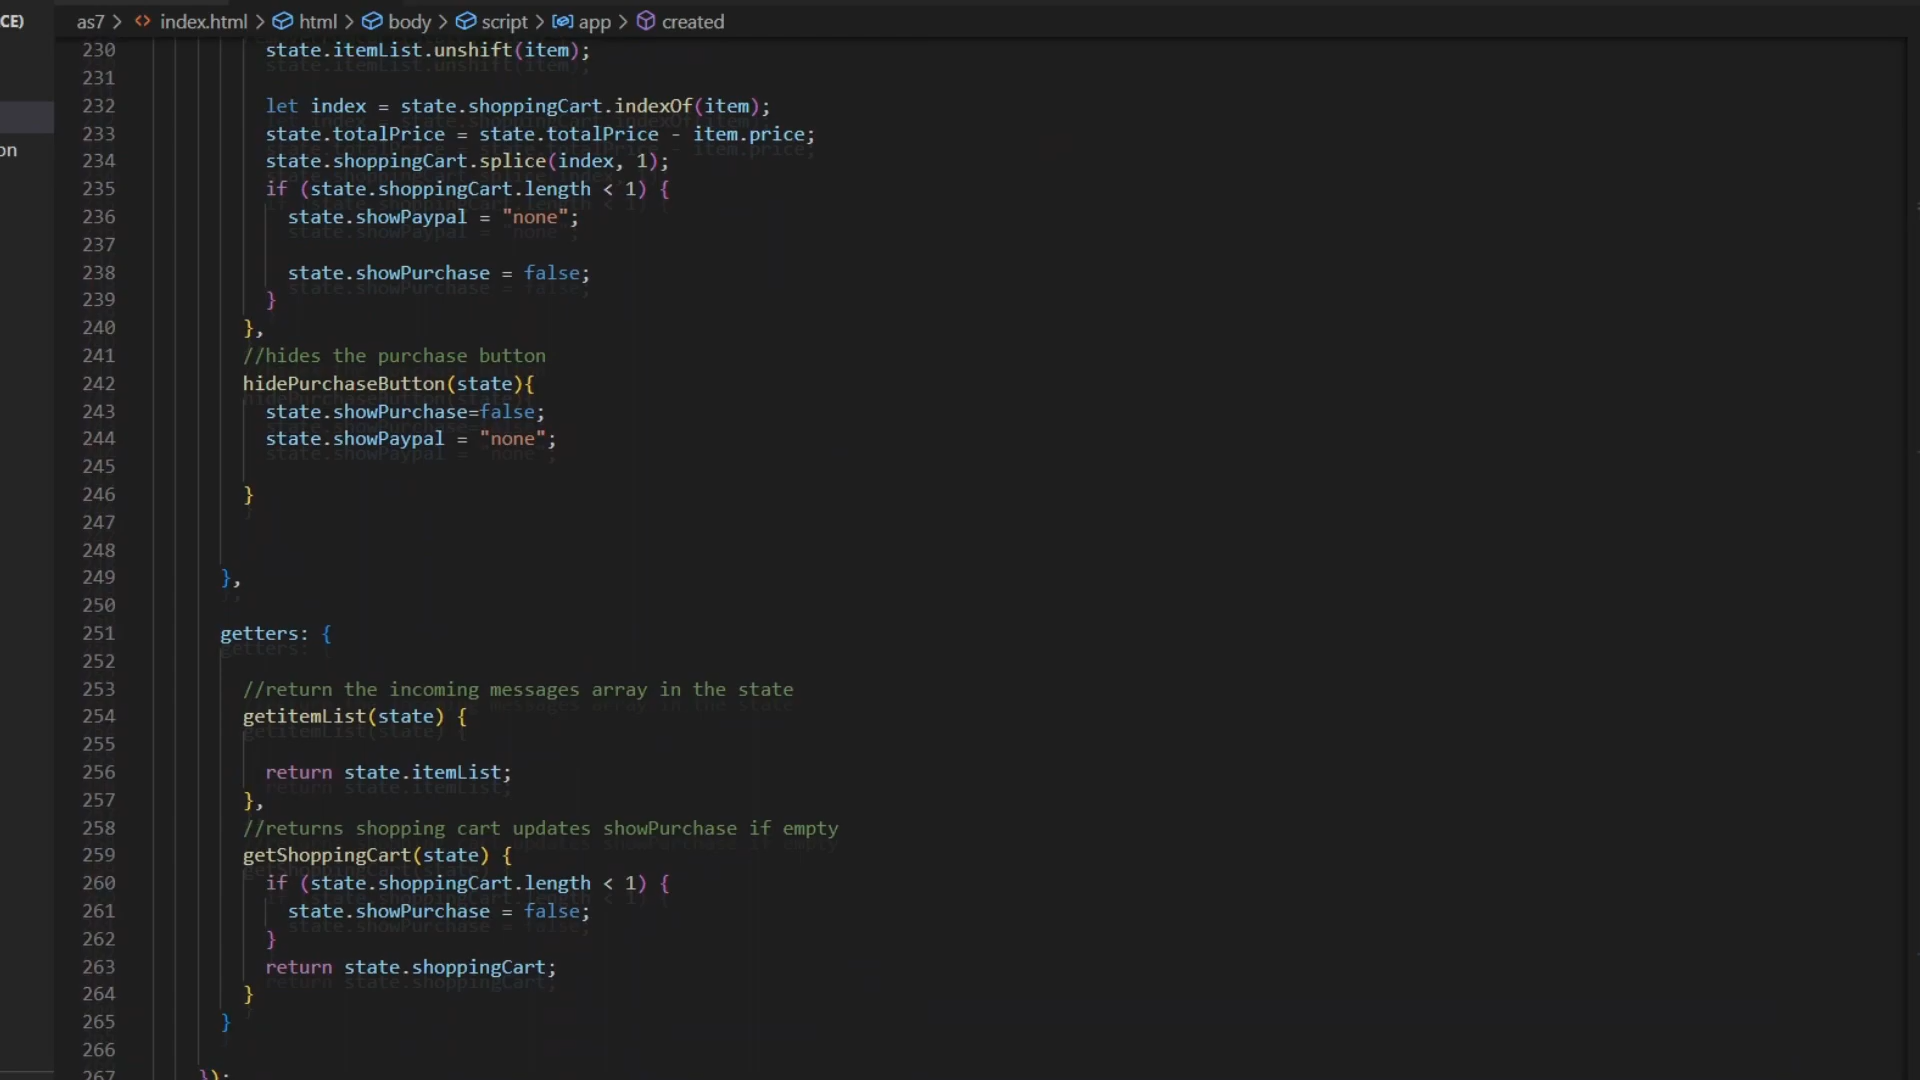 CE)
as7 > <> index.html > html > body > script > app > created
on
230 state.itemList.unshift(item);
231
232 let index = state.shoppingCart.indexOf(item);
233 state.totalPrice = state.totalPrice - item.price;
234 state.shoppingCart.splice(index, 1);
235 if (state.shoppingCart.length < 1) {
236 state.showPaypal = "none";
237
238 state.showPurchase = false;
239 }
240 },
241 //hides the purchase button
242 hidePurchaseButton(state){
243 state.showPurchase=false;
244 state.showPaypal = "none";
245
246 }
247
248
249 },
250
251 getters: {
252
253 //return the incoming messages array in the state
254 getitemList(state) {
255
256 return state.itemList;
257 },
258 //returns shopping cart updates showPurchase if empty
259 getShoppingCart(state) {
260 if (state.shoppingCart.length < 1) {
261 state.showPurchase = false;
262 }
263 return state.shoppingCart;
264 }
265 }
266
267 });